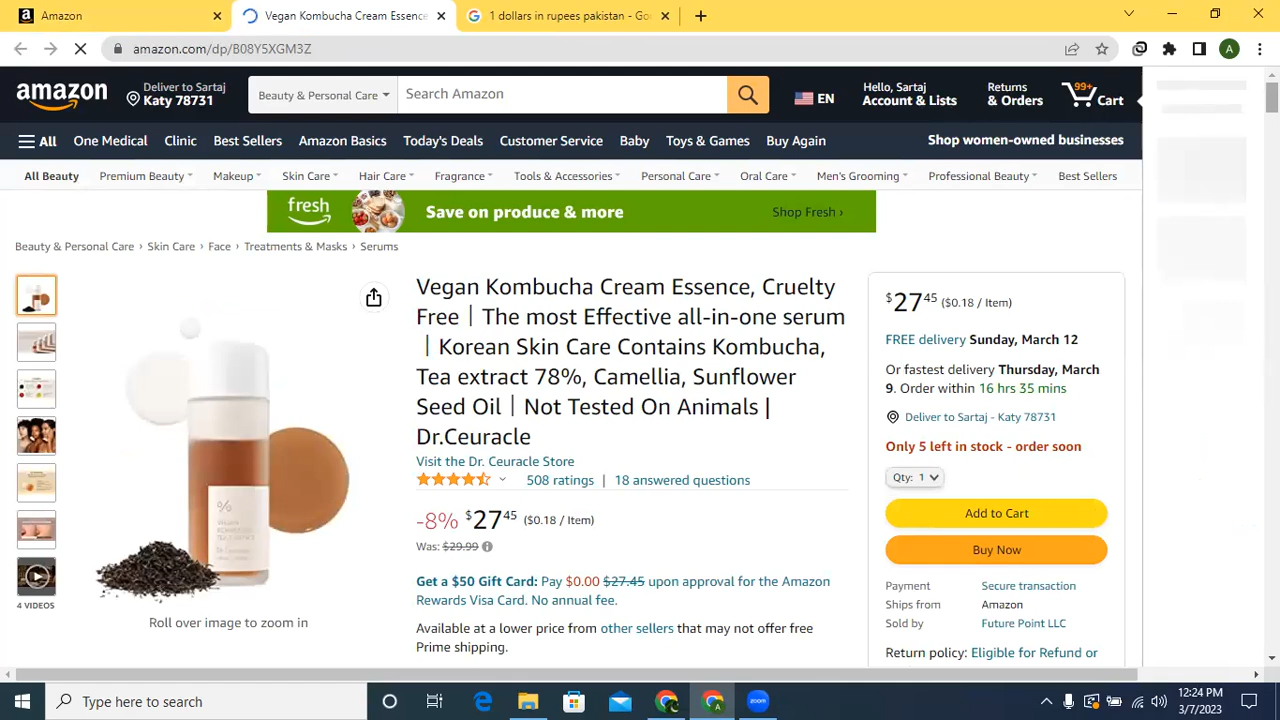 Amazon
Vegan Kombucha Cream Essence
1 dollars in rupees pakistan - Go
amazon.com/dp/B08Y5XGM3Z
A
amazon
Deliver to Sartaj
Katy 78731
Beauty & Personal Care
Search Amazon
EN
Hello, Sartaj
Account & Lists
Returns
& Orders
99+
Cart
All
One Medical
Clinic
Best Sellers
Amazon Basics
Today's Deals
Customer Service
Baby
Toys & Games
Buy Again
Shop women-owned businesses
All Beauty
Premium Beauty
Makeup
Skin Care
Hair Care
Fragrance
Tools & Accessories
Personal Care
Oral Care
Men's Grooming
Professional Beauty
Best Sellers
fresh
Save on produce & more
Shop Fresh ›
Beauty & Personal Care › Skin Care › Face › Treatments & Masks › Serums
Vegan Kombucha Cream Essence, Cruelty
Free│The most Effective all-in-one serum
│Korean Skin Care Contains Kombucha,
Tea extract 78%, Camellia, Sunflower
Seed Oil│Not Tested On Animals |
Dr.Ceuracle
Visit the Dr. Ceuracle Store
508 ratings | 18 answered questions
-8% $27 45 ($0.18 / Item)
Was: $29.99
Get a $50 Gift Card: Pay $0.00 $27.45 upon approval for the Amazon
Rewards Visa Card. No annual fee.
Available at a lower price from other sellers that may not offer free
Prime shipping.
4 VIDEOS
Roll over image to zoom in
$27 45 ($0.18 / Item)
FREE delivery Sunday, March 12
Or fastest delivery Thursday, March
9. Order within 16 hrs 35 mins
Deliver to Sartaj - Katy 78731
Only 5 left in stock - order soon
Qty: 1
Add to Cart
Buy Now
Payment Secure transaction
Ships from Amazon
Sold by Future Point LLC
Return policy: Eligible for Refund or
Type here to search
zoom
12:24 PM
3/7/2023